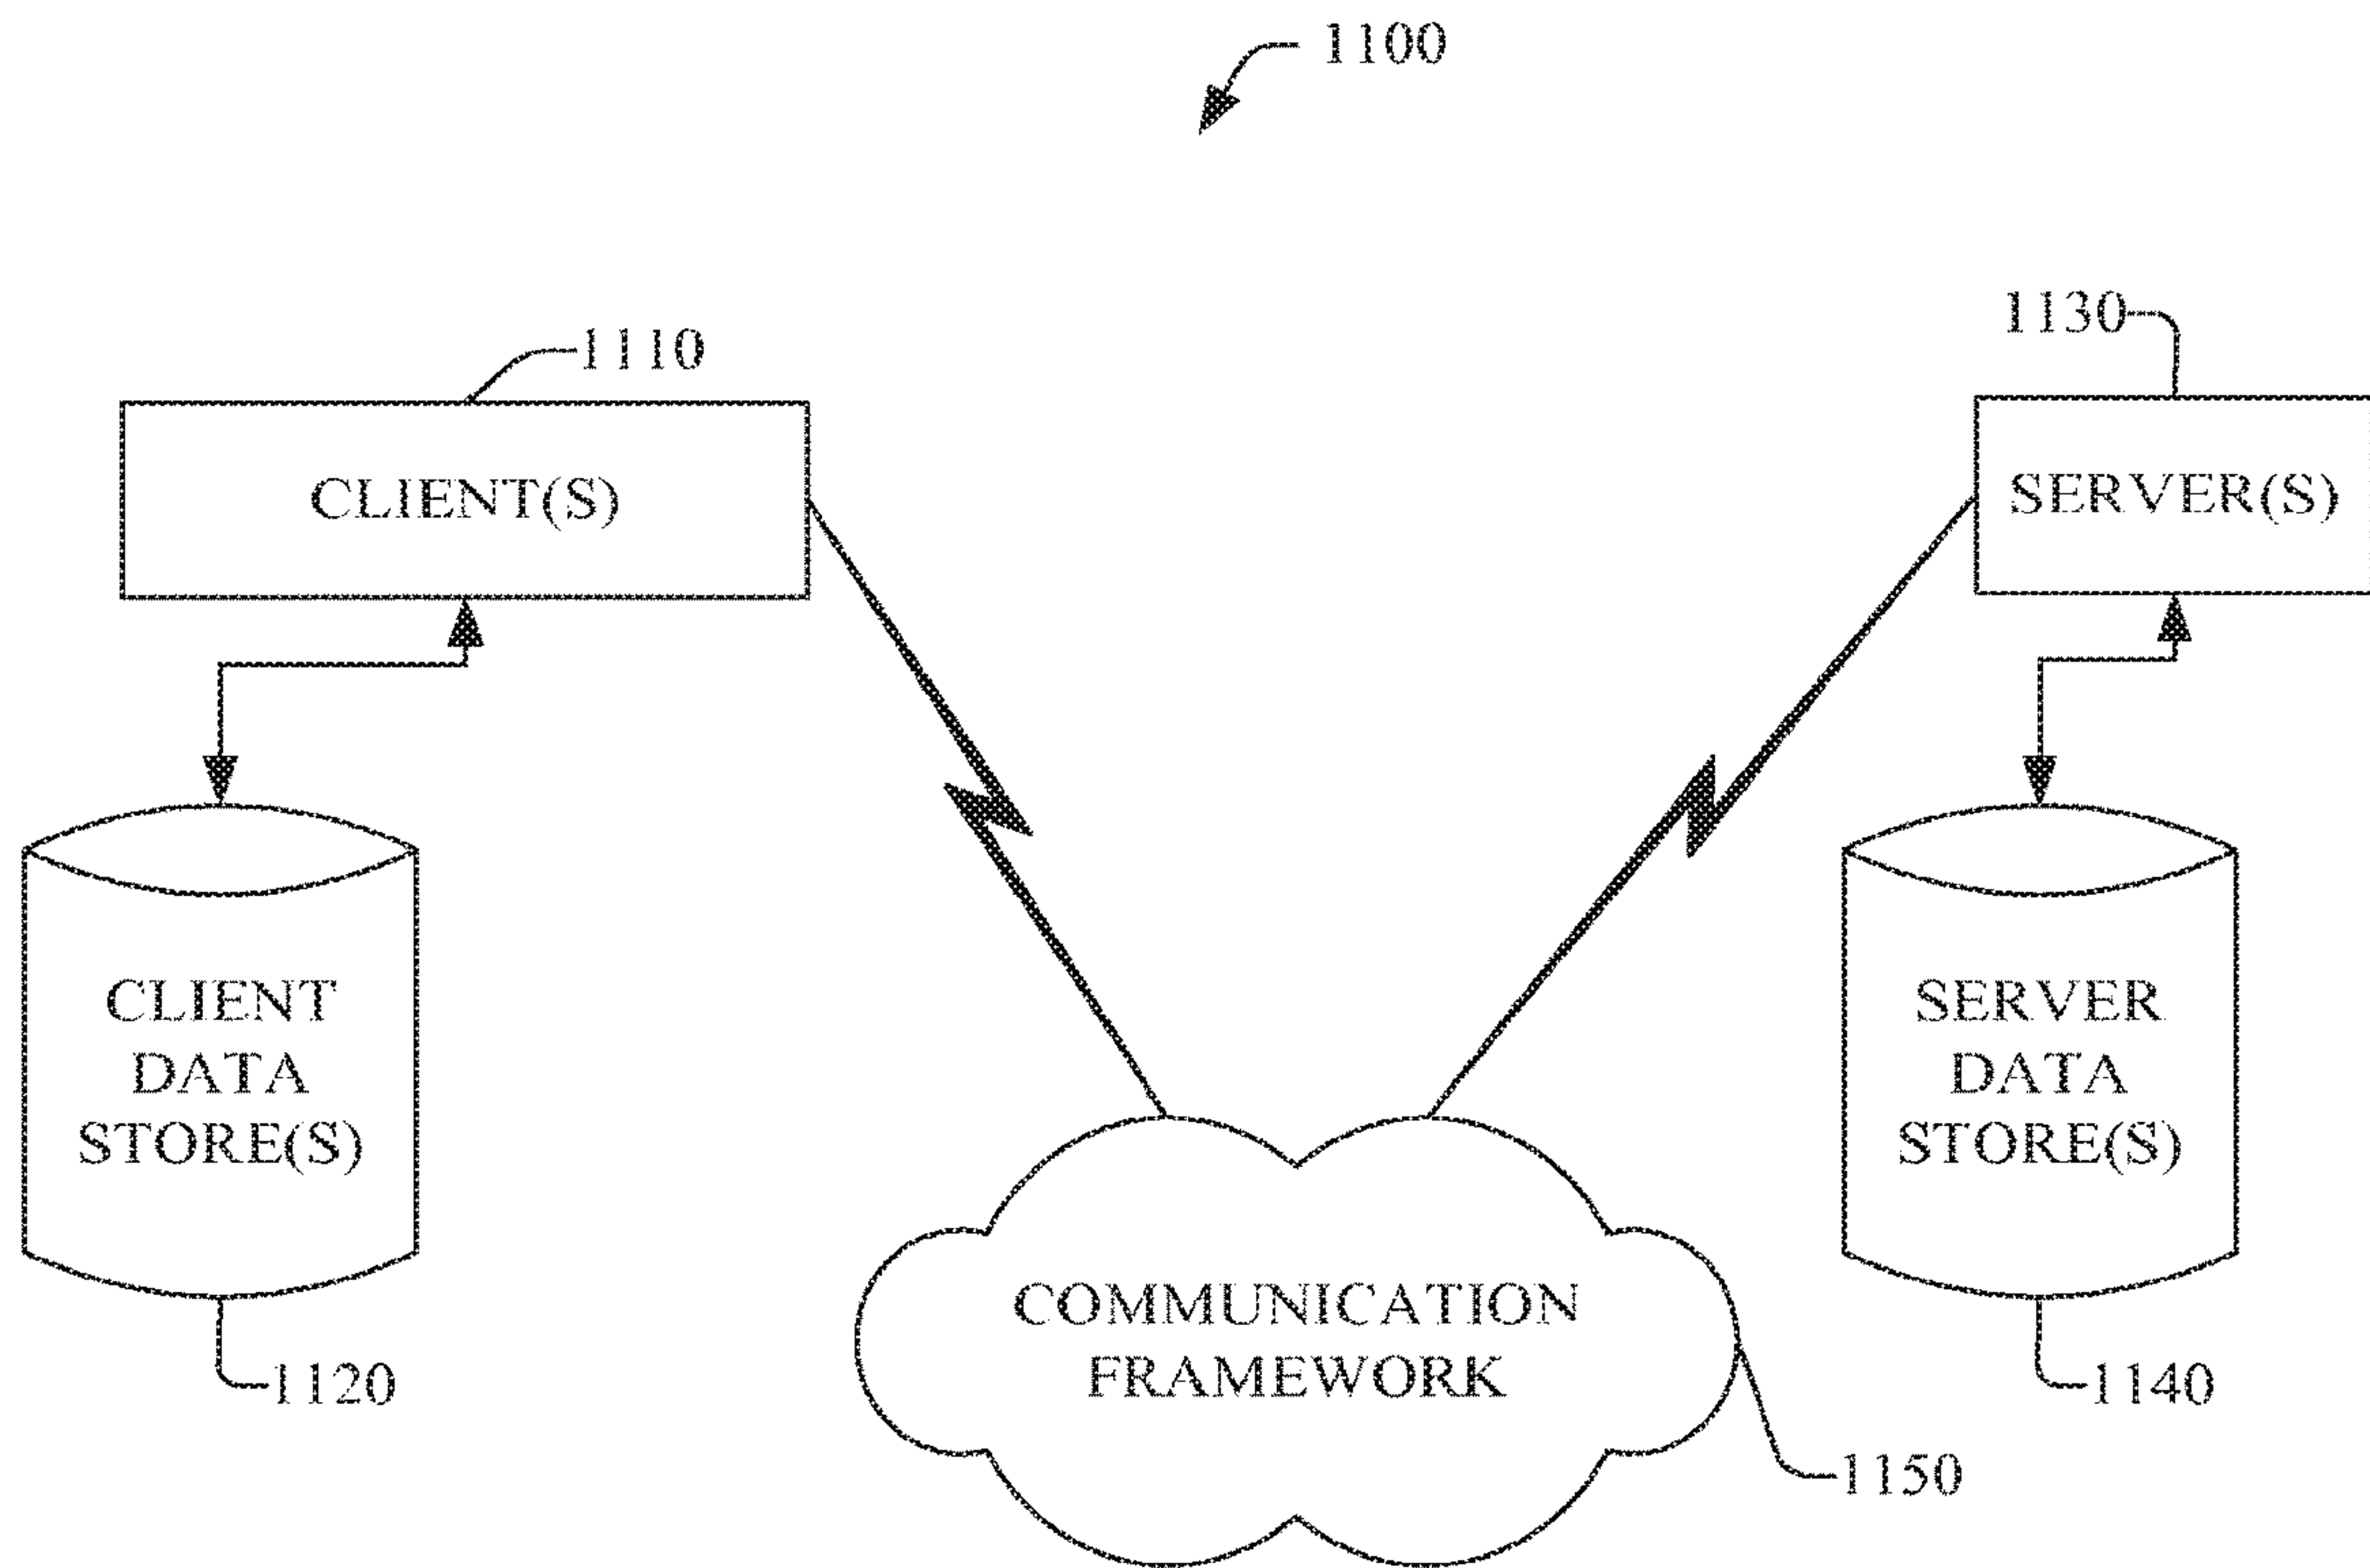 1100
1110
1130
CLIENT(S)
SERVER(S)
CLIENT
DATA
STORE(S)
SERVER
DATA
STORE(S)
COMMUNICATION
FRAMEWORK
1120
1140
1150